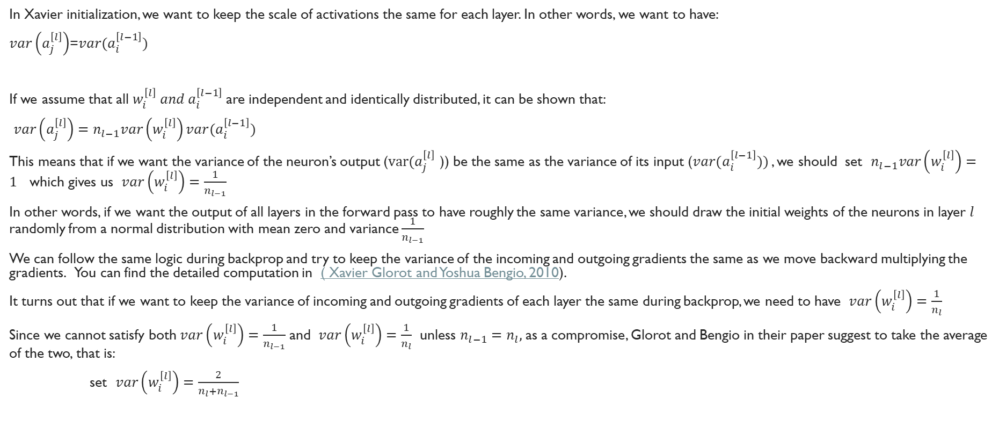 In Xavier initialization, we want to keep the scale of activations the same for each layer. In other words, we want to have:
$var\left(a_j^{[l]}\right)=var(a_i^{[l-1]})$
If we assume that all $w_i^{[l]}$ and $a_i^{[l-1]}$ are independent and identically distributed, it can be shown that:
$var\left(a_j^{[l]}\right) = n_{l-1}var\left(w_i^{[l]}\right)var(a_i^{[l-1]})$
This means that if we want the variance of the neuron’s output (var($a_j^{[l]}$ )) be the same as the variance of its input ($var(a_i^{[l-1]})$) , we should set $n_{l-1}var\left(w_i^{[l]}\right) =$
$1$ which gives us $var\left(w_i^{[l]}\right) = \frac{1}{n_{l-1}}$
In other words, if we want the output of all layers in the forward pass to have roughly the same variance, we should draw the initial weights of the neurons in layer $l$
randomly from a normal distribution with mean zero and variance $\frac{1}{n_{l-1}}$
We can follow the same logic during backprop and try to keep the variance of the incoming and outgoing gradients the same as we move backward multiplying the
gradients. You can find the detailed computation in ( Xavier Glorot and Yoshua Bengio, 2010).
It turns out that if we want to keep the variance of incoming and outgoing gradients of each layer the same during backprop, we need to have $var\left(w_i^{[l]}\right) = \frac{1}{n_l}$
Since we cannot satisfy both $var\left(w_i^{[l]}\right) = \frac{1}{n_{l-1}}$ and $var\left(w_i^{[l]}\right) = \frac{1}{n_l}$ unless $n_{l-1} = n_l$, as a compromise, Glorot and Bengio in their paper suggest to take the average
of the two, that is:
set $var\left(w_i^{[l]}\right) = \frac{2}{n_l+n_{l-1}}$